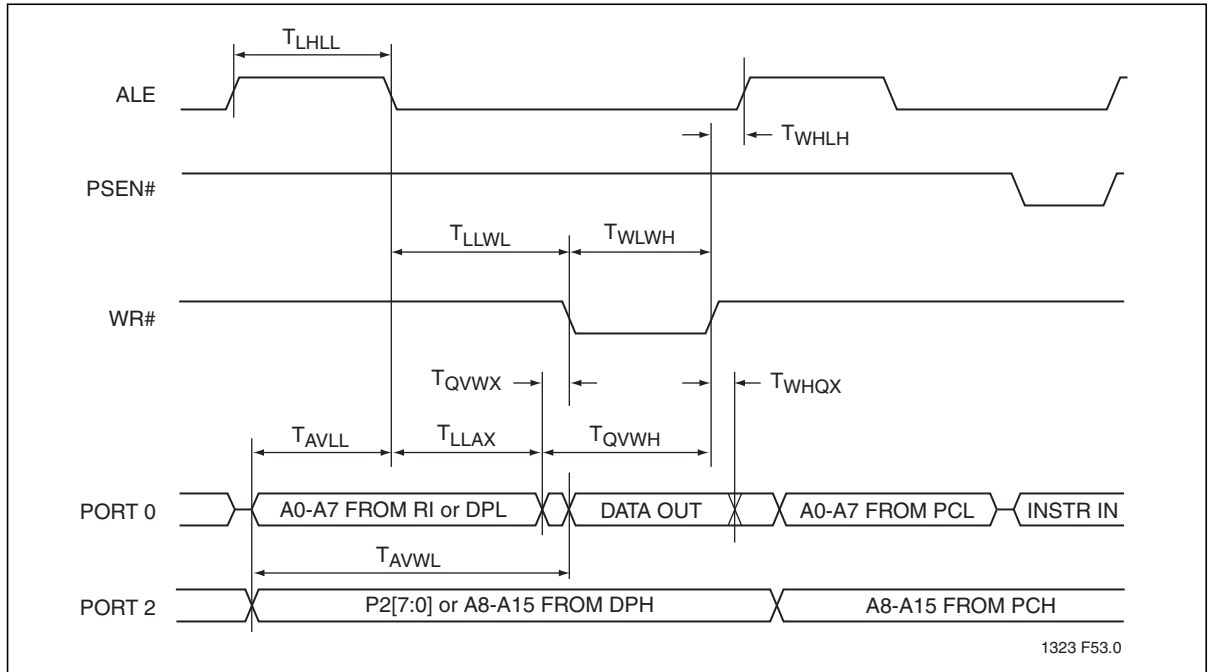 TLHLL
ALE
TWHLH
PSEN#
TLLWL
TWLWH
WR#
TQVWX
TWHQX
TAVLL
TLLAX
TQVWH
PORT 0
A0-A7 FROM RI or DPL
DATA OUT
A0-A7 FROM PCL
INSTR IN
TAVWL
PORT 2
P2[7:0] or A8-A15 FROM DPH
A8-A15 FROM PCH
1323 F53.0